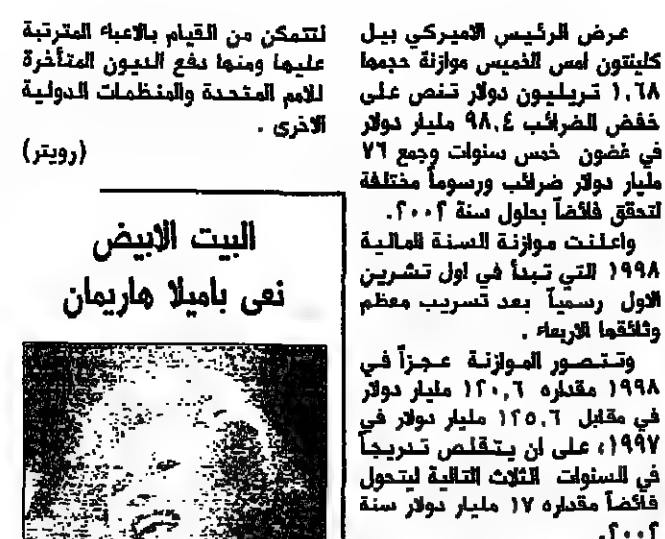 عرض الرئيس الاميركي بيل
كلينتون امس الخميس موازنة حجمها
١,٦٨ تريليون دولار تنص على
خفض للضرائب ٩٨,٤ مليار دولار
في غضون خمس سنوات وجمع ٧٦
مليار دولار ضرائب ورسوماً مختلفة
لتحقق فائضاً بحلول سنة ٢٠٠٢.
واعلنت موازنة السنة المالية
١٩٩٨ التي تبدأ في اول تشرين
الاول رسمياً بعد تسريب معظم
وثائقها الاربعاء .
وتتصور الموازنة عجزاً في
١٩٩٨ مقداره ١٢٠,٦ مليار دولار
في مقابل ١٢٥,٦ مليار دولار في
١٩٩٧، على ان يتقلص تدريجاً
في السنوات الثلاث التالية ليتحول
فائضاً مقداره ١٧ مليار دولار سنة
٢٠٠٢.
لتتمكن من القيام بالاعباء المترتبة
عليها ومنها دفع الديون المتأخرة
للامم المتحدة والمنظمات الدولية
الاخرى .
(رويتر)
البيت الابيض
نعى باميلا هاريمان